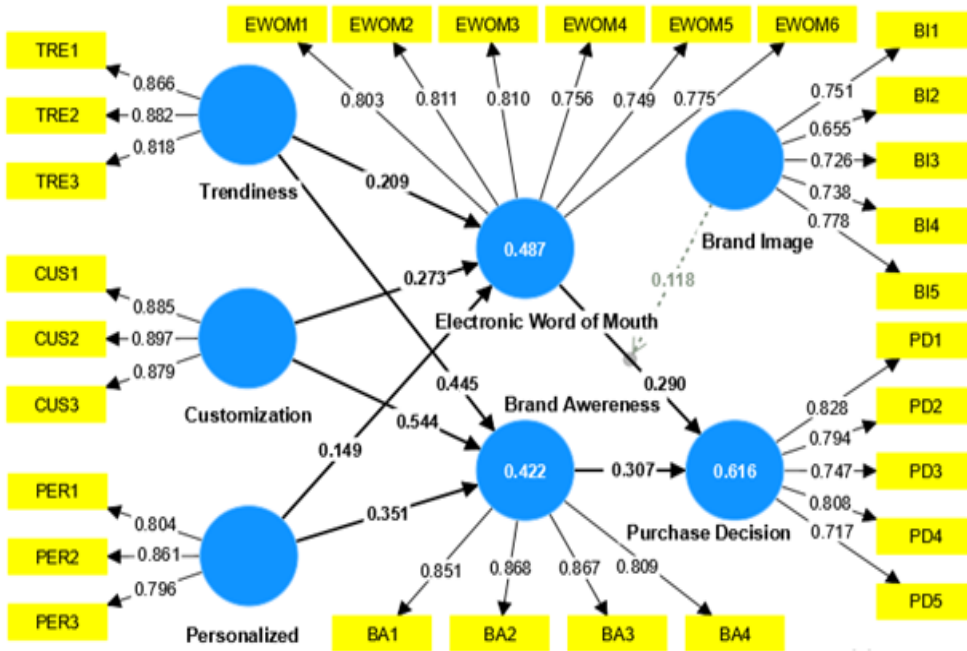 EWOM1 EWOM2 EWOM3 EWOM4 EWOM5 EWOM6
BI1
TRE1
0.866
TRE2
0.882
0.818
TRE3
Trendiness
0.803 0.811 0.810 0.756 0.749 0.775
0.751
BI2
0.655
BI3
0.726
0.738
0.778
BI4
BI5
Brand Image
0.209
0.487
0.118
CUS1
0.885
CUS2
0.897
0.879
CUS3
Customization
0.273
Electronic Word of Mouth
0.445
0.544
0.149
0.290
Brand Awereness
0.422
0.307
0.616
Purchase Decision
PD1
0.828
PD2
0.794
PD3
0.747
0.808
PD4
0.717
PD5
PER1
0.804
PER2
0.861
0.796
PER3
Personalized
0.351
0.851 0.868 0.867 0.809
BA1 BA2 BA3 BA4